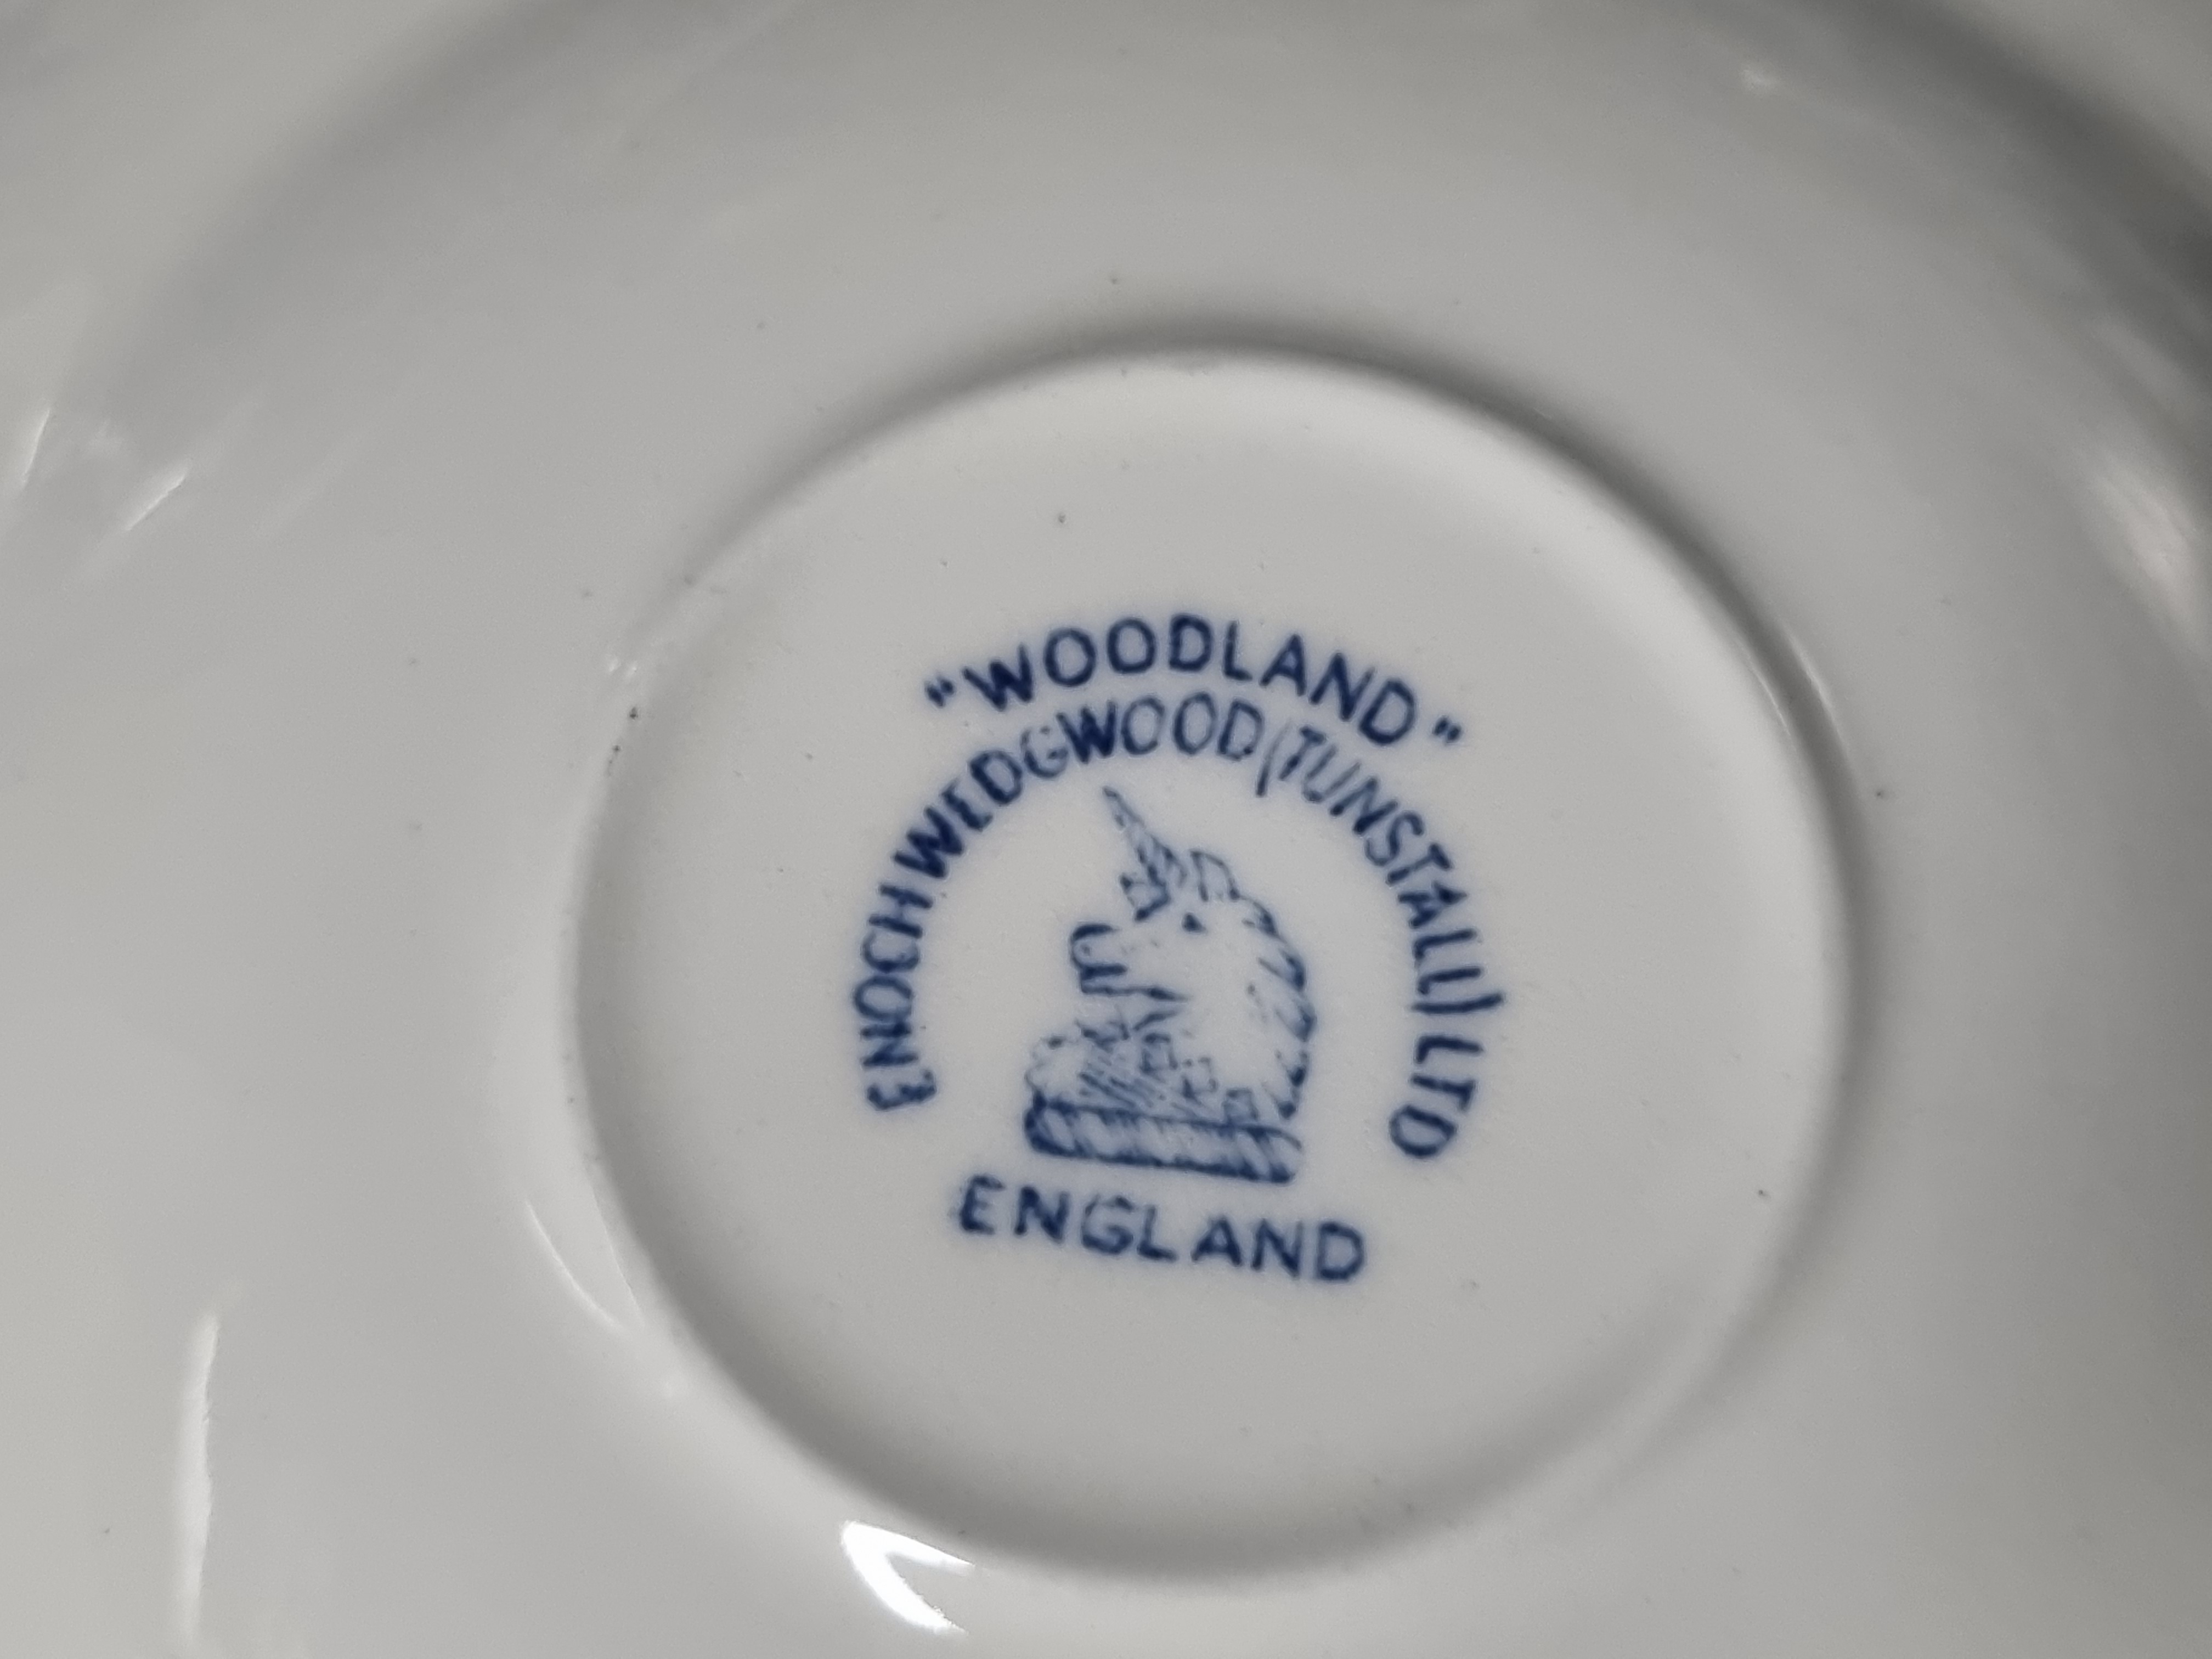 "WOODLAND"
ENOCH WEDGWOOD (TUNSTALL) LTD
ENGLAND